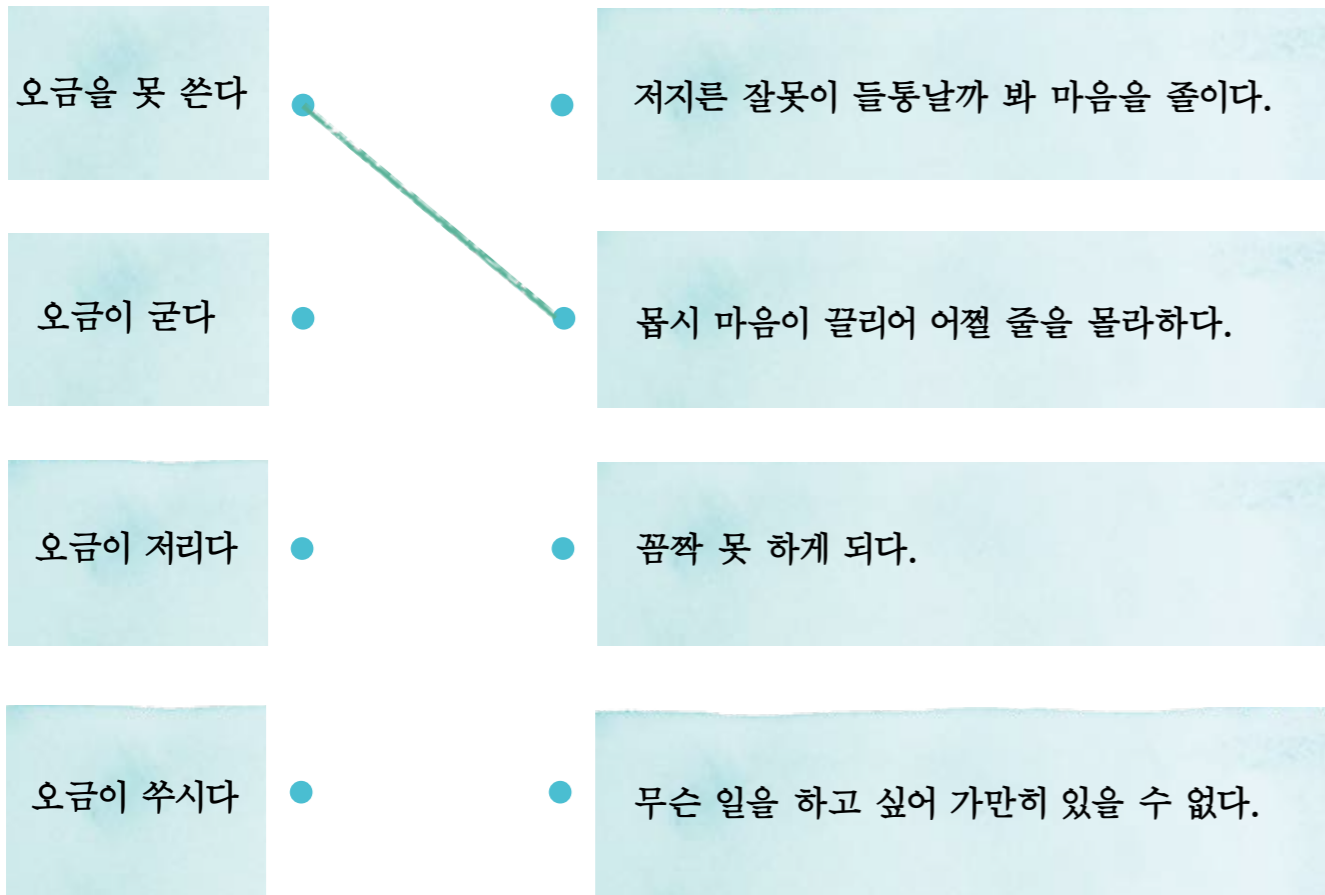 오금을 못 쓴다
저지른 잘못이 들통날까 봐 마음을 졸이다.
오금이 굳다
몹시 마음이 끌리어 어쩔 줄을 몰라하다.
오금이 저리다
꼼짝 못 하게 되다.
오금이 쑤시다
무슨 일을 하고 싶어 가만히 있을 수 없다.